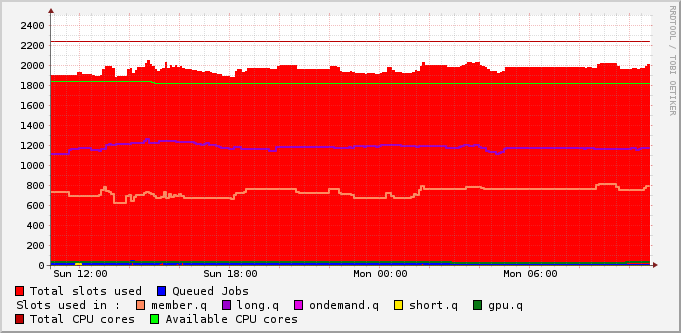 2400
2200
2000
1800
1600
1400
1200
1000
800
600
400
200
0
Sun 12:00 Sun 18:00 Mon 00:00 Mon 06:00
Total slots used Queued Jobs
Slots used in : member.q long.q ondemand.q short.q gpu.q
Total CPU cores Available CPU cores
RRDTOOL / TOBI OETIKER